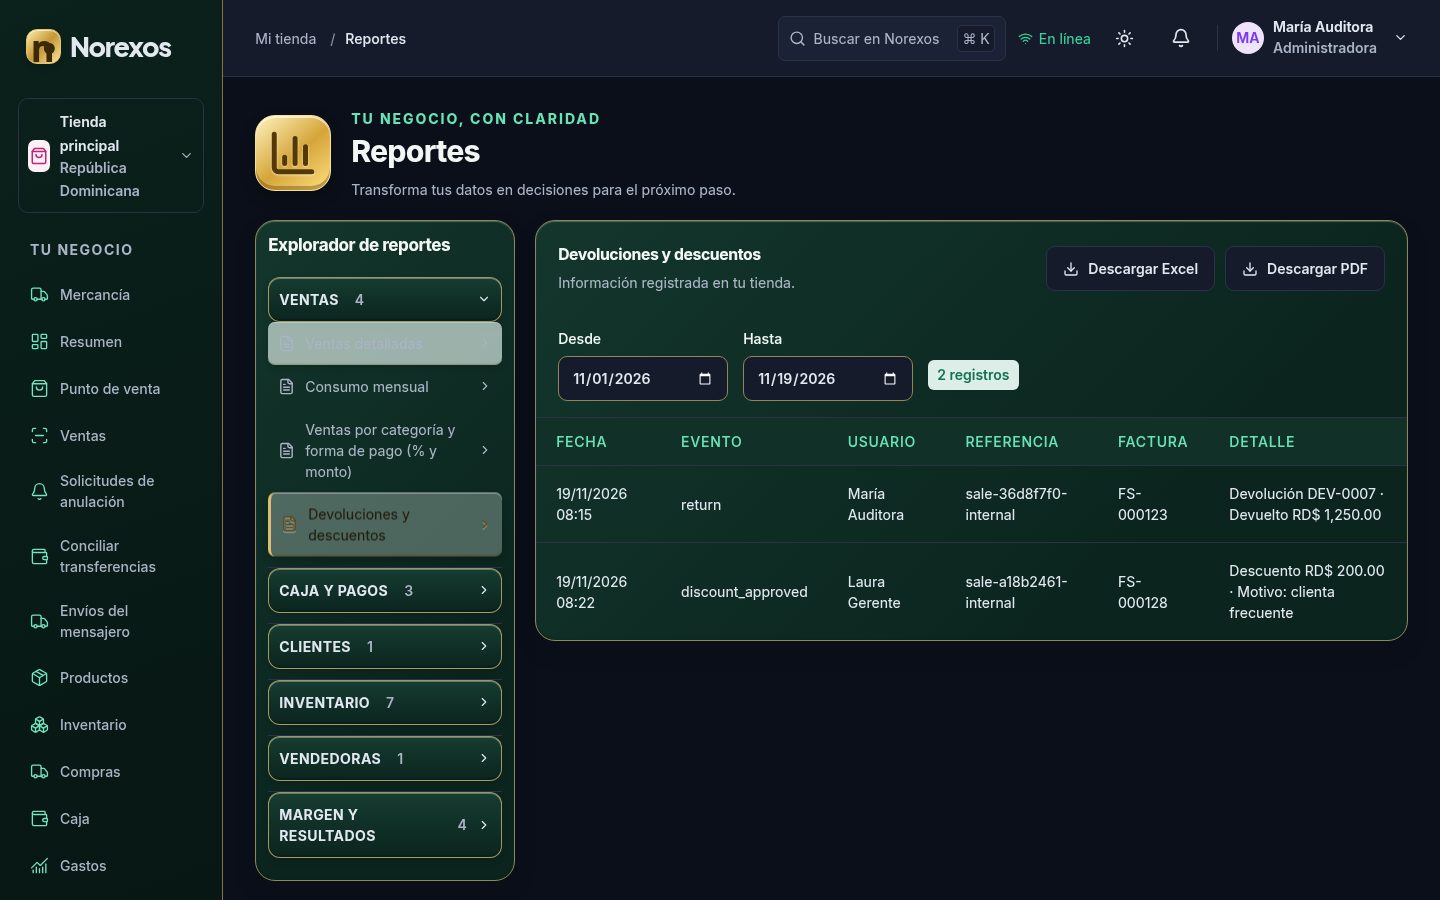 Norexos
Tienda
principal
República
Dominicana
TU NEGOCIO
Mercancía
Resumen
Punto de venta
Ventas
Solicitudes de
anulación
Conciliar
transferencias
Envíos del
mensajero
Productos
Inventario
Compras
Caja
Gastos
Mi tienda / Reportes
Buscar en Norexos ⌘ K
En línea
MA
María Auditora
Administradora
TU NEGOCIO, CON CLARIDAD
Reportes
Transforma tus datos en decisiones para el próximo paso.
Explorador de reportes
VENTAS 4
Ventas detalladas
Consumo mensual
Ventas por categoría y
forma de pago (% y
monto)
Devoluciones y
descuentos
CAJA Y PAGOS 3
CLIENTES 1
INVENTARIO 7
VENDEDORAS 1
MARGEN Y
RESULTADOS 4
Devoluciones y descuentos
Información registrada en tu tienda.
Descargar Excel
Descargar PDF
Desde
11/01/2026
Hasta
11/19/2026
2 registros
FECHA EVENTO USUARIO REFERENCIA FACTURA DETALLE
19/11/2026
08:15
return
María
Auditora
sale-36d8f7f0-
internal
FS-
000123
Devolución DEV-0007 ·
Devuelto RD$ 1,250.00
19/11/2026
08:22
discount_approved
Laura
Gerente
sale-a18b2461-
internal
FS-
000128
Descuento RD$ 200.00
· Motivo: clienta
frecuente